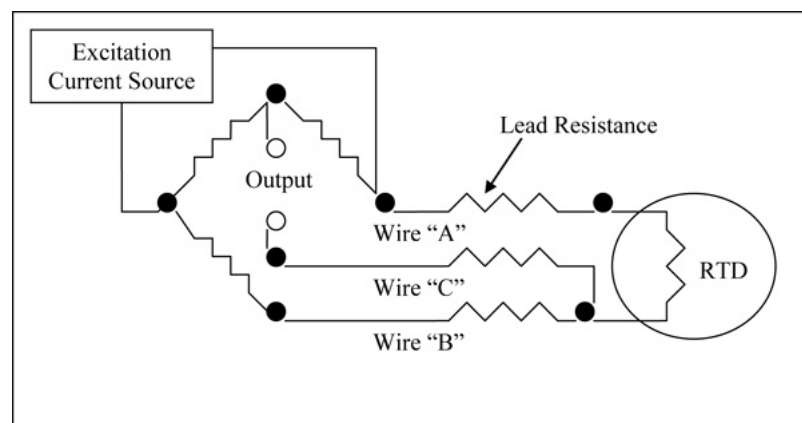 Excitation
Current Source
Lead Resistance
Output
Wire “A”
Wire “C”
RTD
Wire “B”